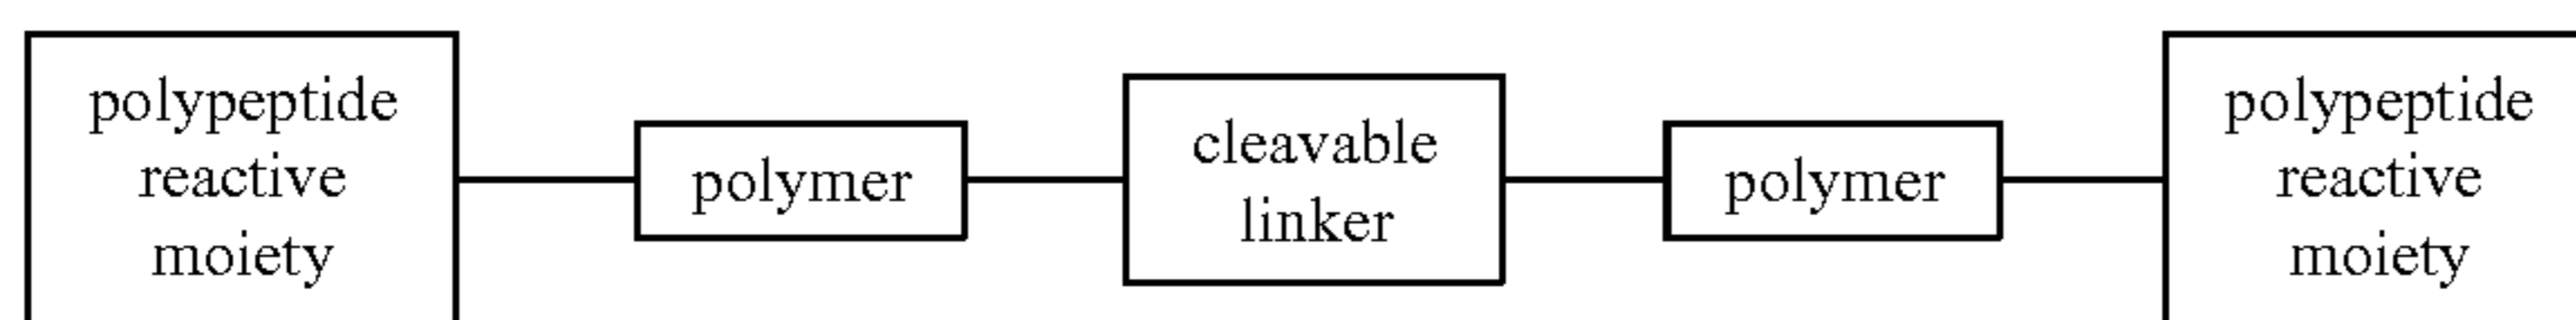 polypeptide
reactive
moiety
polymer
cleavable
linker
polymer
polypeptide
reactive
moiety